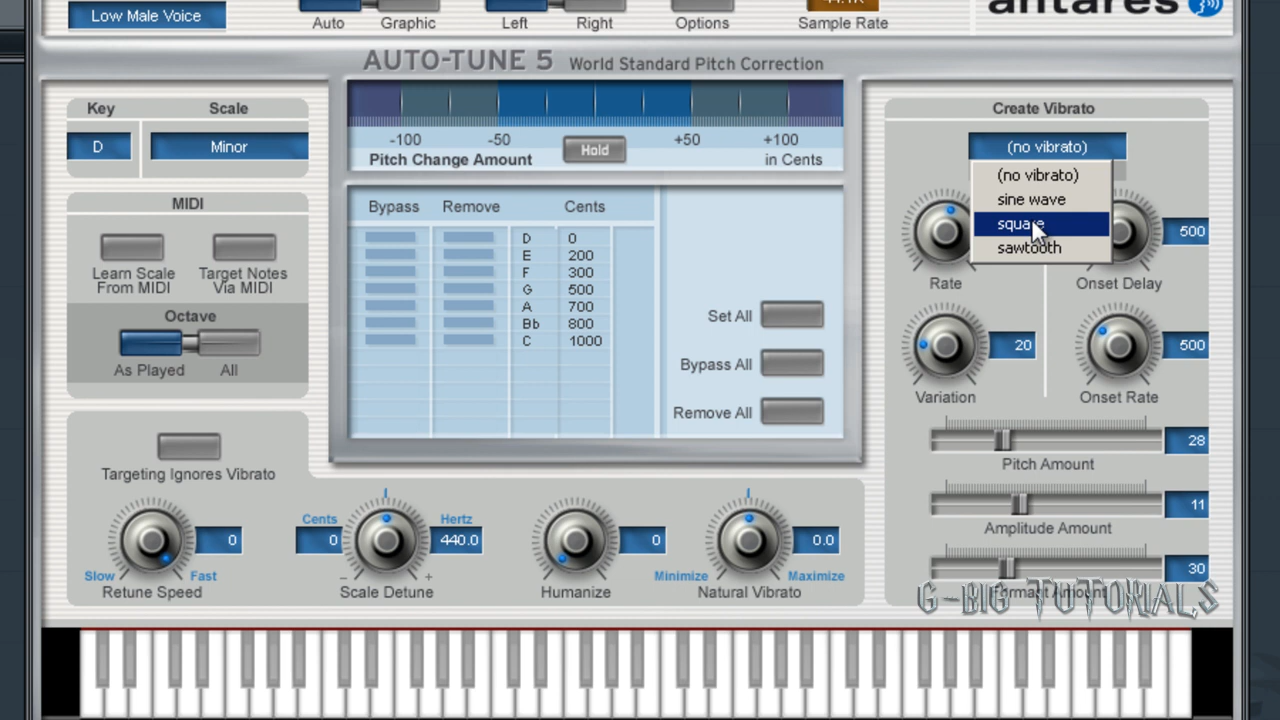 Low Male Voice
Auto Graphic Left Right Options Sample Rate
antares
AUTO-TUNE 5 World Standard Pitch Correction
Key Scale
D Minor
MIDI
Learn Scale From MIDI
Target Notes Via MIDI
Octave
As Played All
Targeting Ignores Vibrato
-100 -50 +50 +100
Pitch Change Amount Hold in Cents
Bypass Remove Cents
D 0
E 200
F 300
G 500
A 700
Bb 800
C 1000
Set All
Bypass All
Remove All
Create Vibrato
(no vibrato)
(no vibrato)
sine wave
square
sawtooth
500
Rate Onset Delay
20 500
Variation Onset Rate
28
Pitch Amount
11
Amplitude Amount
30
Formant Amount
G-BIG TUTORIALS
0 Cents 0 Hertz 440.0 0 0.0
Slow Fast − + Minimize Maximize
Retune Speed Scale Detune Humanize Natural Vibrato